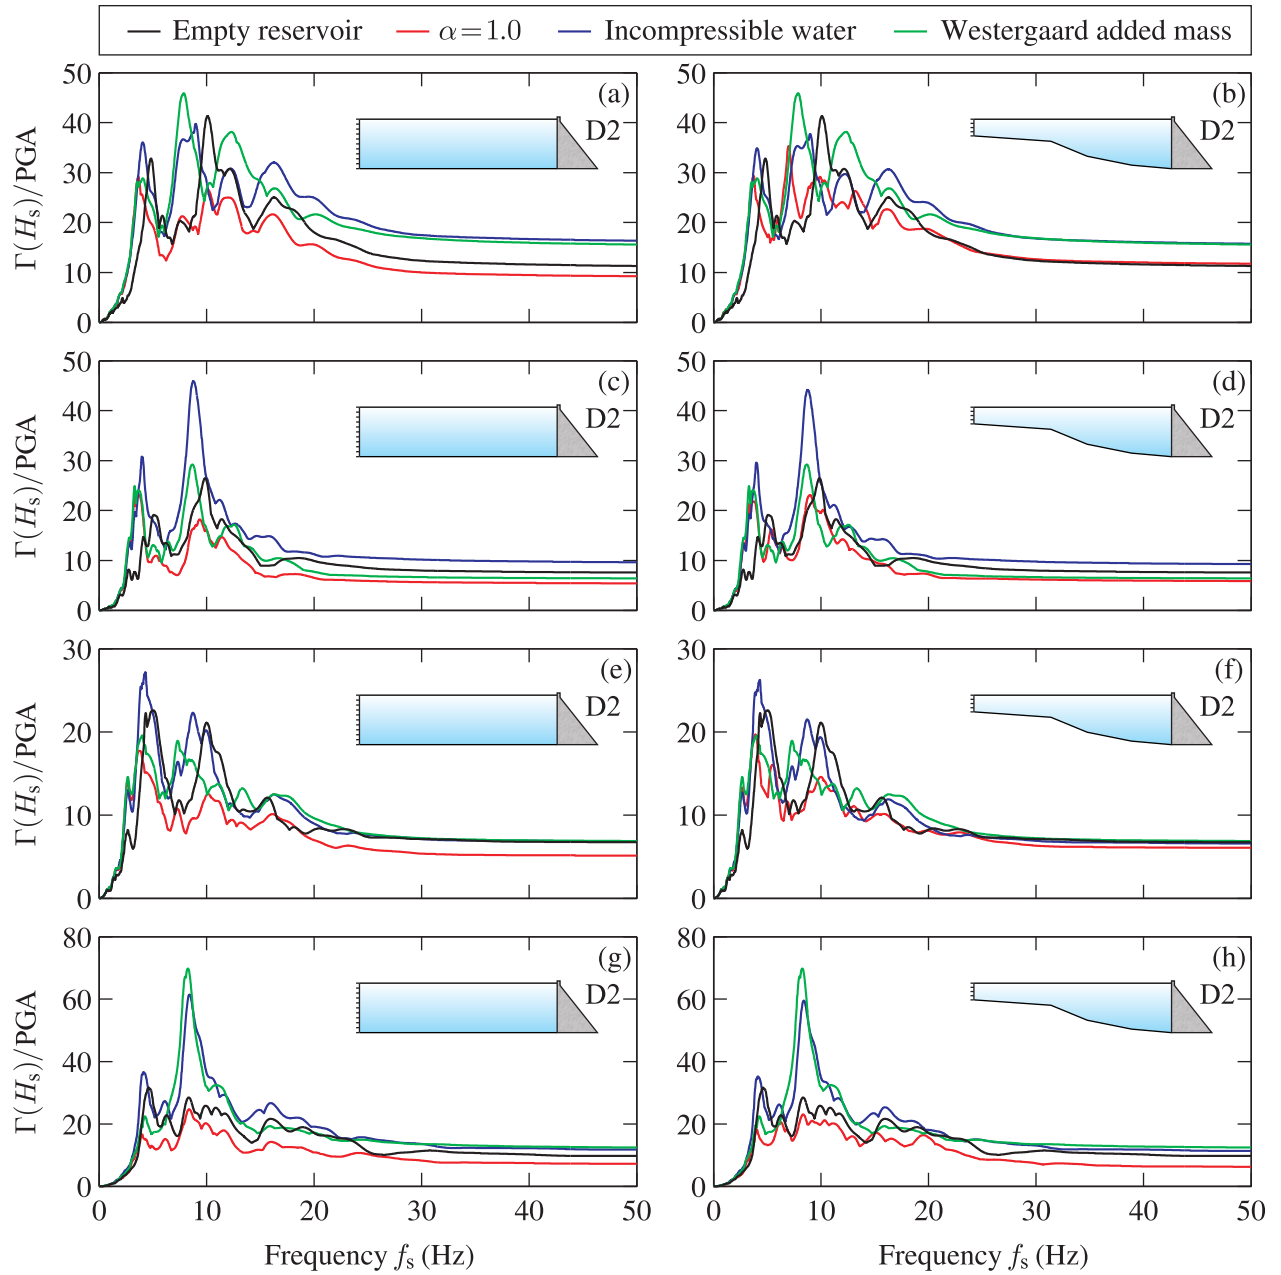 Empty reservoir α=1.0 Incompressible water Westergaard added mass
50 (a) 50 (b)
40 D2 40 D2
30 30
20 20
10 10
0 0
Γ(Hs)/PGA
50 (c) 50 (d)
40 D2 40 D2
30 30
20 20
10 10
0 0
Γ(Hs)/PGA
30 (e) 30 (f)
D2 D2
20 20
10 10
0 0
Γ(Hs)/PGA
80 (g) 80 (h)
60 D2 60 D2
40 40
20 20
0 0
Γ(Hs)/PGA
0 10 20 30 40 50 0 10 20 30 40 50
Frequency fs (Hz) Frequency fs (Hz)